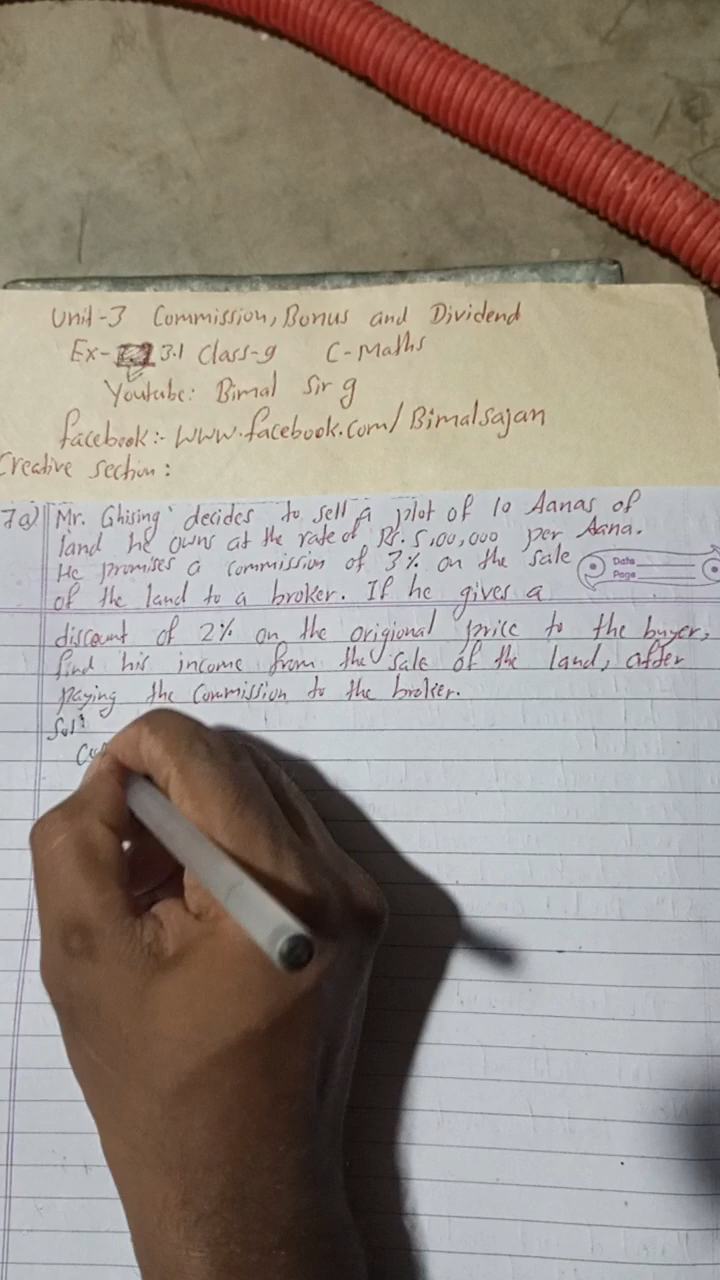 Unit-3 Commission, Bonus and Dividend
Ex- 3.1 Class-9 C-Maths
Youtube: Bimal Sir g
facebook:- www.facebook.com/Bimalsajan
Creative section:
7a) Mr. Ghising decides to sell a plot of 10 Aanas of
land he owns at the rate of Rs. 5,00,000 per Aana.
He promises a commission of 3% on the sale
Date
Page
of the land to a broker. If he gives a
discount of 2% on the origional price to the buyer,
find his income from the sale of the land, after
paying the Commission to the broker.
Solⁿ